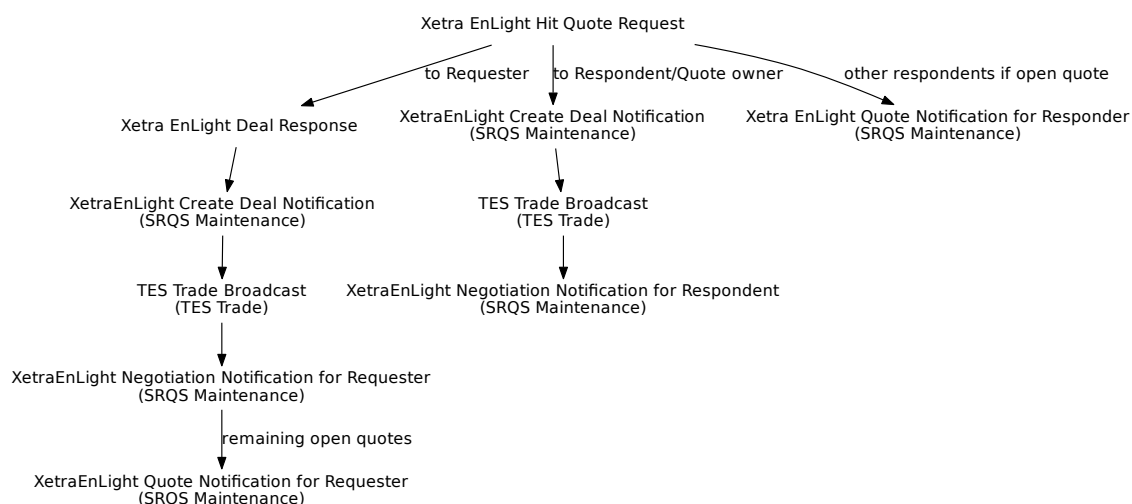 Xetra EnLight Hit Quote Request
to Requester
to Respondent/Quote owner
other respondents if open quote
Xetra EnLight Deal Response
XetraEnLight Create Deal Notification
(SRQS Maintenance)
Xetra EnLight Quote Notification for Responder
(SRQS Maintenance)
XetraEnLight Create Deal Notification
(SRQS Maintenance)
TES Trade Broadcast
(TES Trade)
TES Trade Broadcast
(TES Trade)
XetraEnLight Negotiation Notification for Respondent
(SRQS Maintenance)
XetraEnLight Negotiation Notification for Requester
(SRQS Maintenance)
remaining open quotes
XetraEnLight Quote Notification for Requester
(SRQS Maintenance)